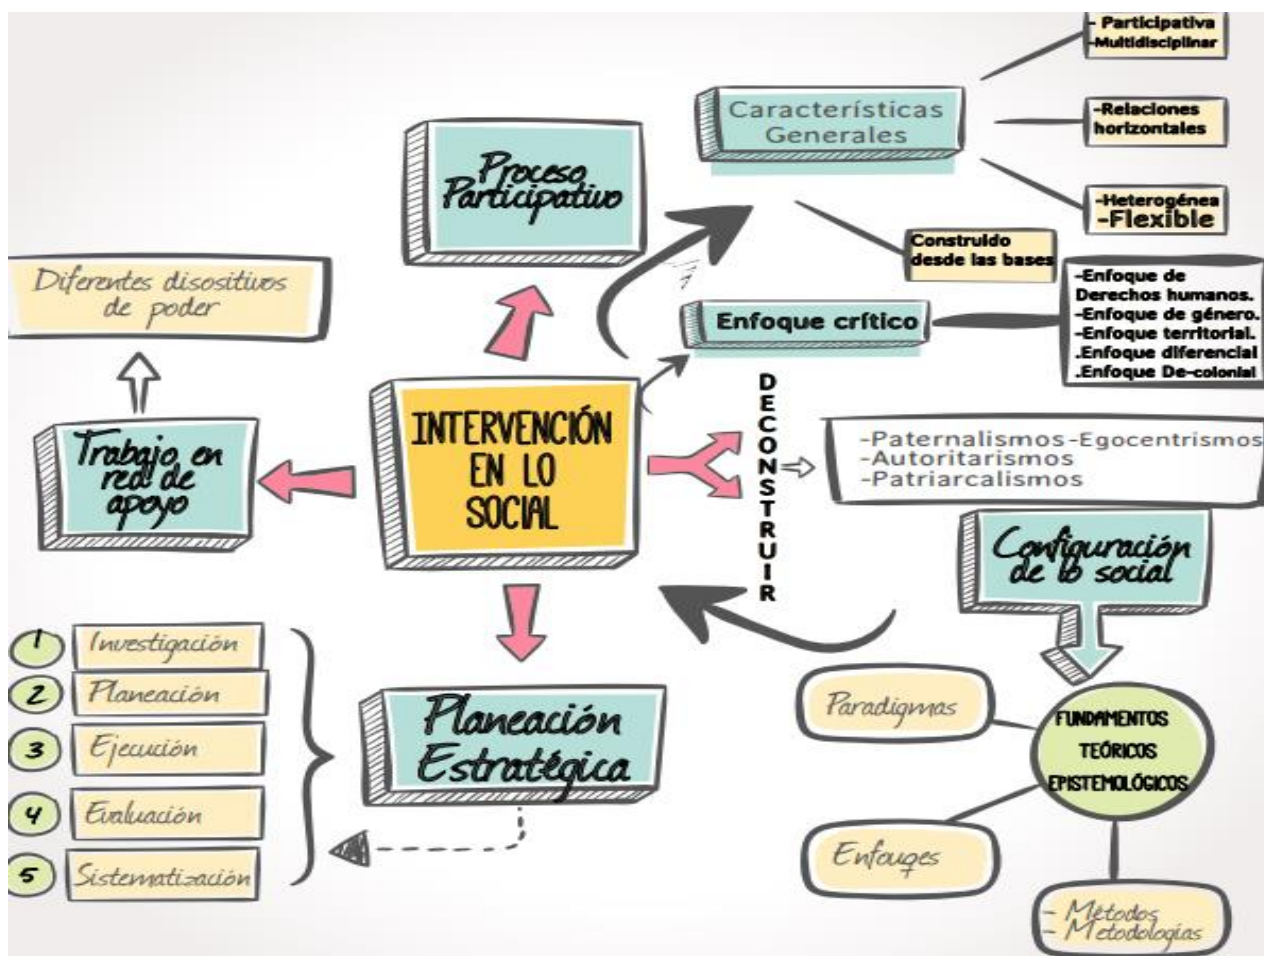 - Participativa
-Multidisciplinar
Características
Generales
-Relaciones
horizontales
-Heterogénea
-Flexible
Construido
desde las bases
Proceso
Participativo
Diferentes disositivos
de poder
Enfoque crítico
-Enfoque de
Derechos humanos.
-Enfoque de género.
-Enfoque territorial.
.Enfoque diferencial
.Enfoque De-colonial
Trabajo en
red de
apoyo
INTERVENCIÓN
EN LO
SOCIAL
DECONSTRUIR
-Paternalismos -Egocentrismos
-Autoritarismos
-Patriarcalismos
Configuración
de lo social
1 Investigación
2 Planeación
3 Ejecución
4 Evaluación
5 Sistematización
Planeación
Estratégica
Paradigmas
FUNDAMENTOS
TEÓRICOS
EPISTEMOLÓGICOS
Enfouqes
- Métodos
- Metodologías